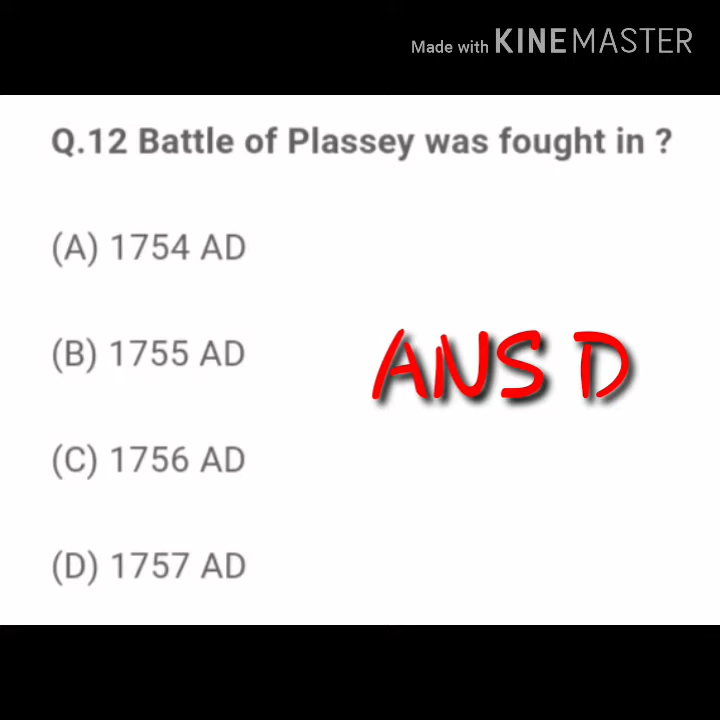 Made with KINEMASTER
Q.12 Battle of Plassey was fought in ?
(A) 1754 AD
(B) 1755 AD
ANS D
(C) 1756 AD
(D) 1757 AD